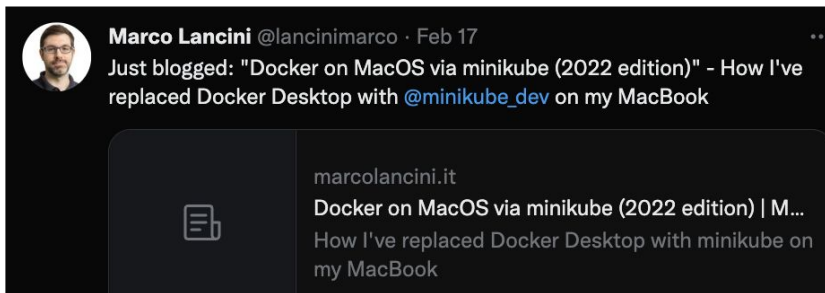 Marco Lancini @lancinimarco · Feb 17
Just blogged: "Docker on MacOS via minikube (2022 edition)" - How I've
replaced Docker Desktop with @minikube_dev on my MacBook
marcolancini.it
Docker on MacOS via minikube (2022 edition) | M...
How I've replaced Docker Desktop with minikube on
my MacBook